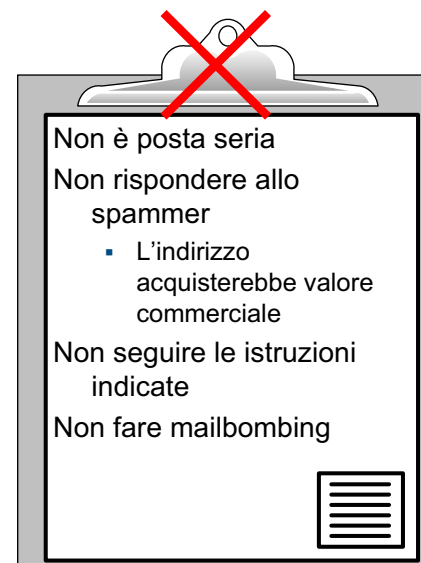 Non è posta seria
Non rispondere allo
spammer
▪ L'indirizzo
acquisterebbe valore
commerciale
Non seguire le istruzioni
indicate
Non fare mailbombing